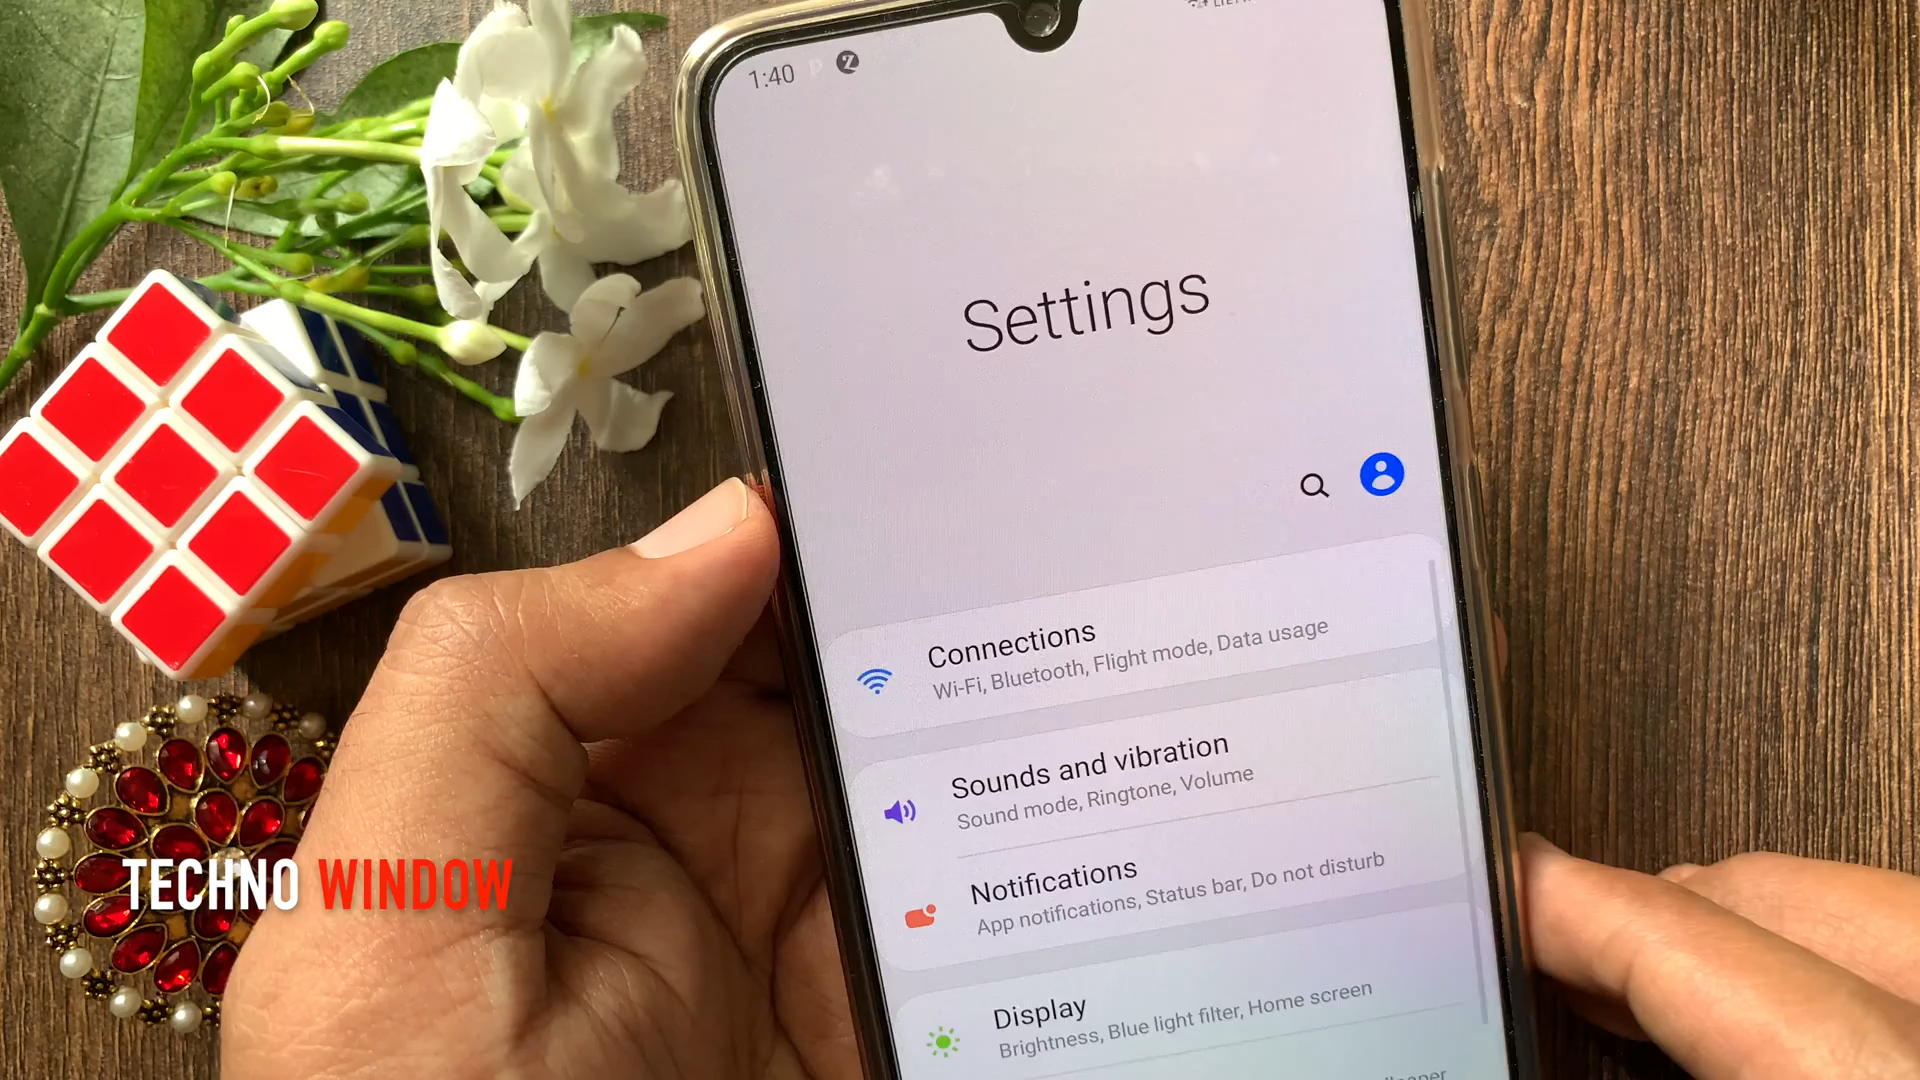 1:40
Settings
Connections
Wi-Fi, Bluetooth, Flight mode, Data usage
Sounds and vibration
Sound mode, Ringtone, Volume
Notifications
App notifications, Status bar, Do not disturb
Display
Brightness, Blue light filter, Home screen
TECHNO WINDOW